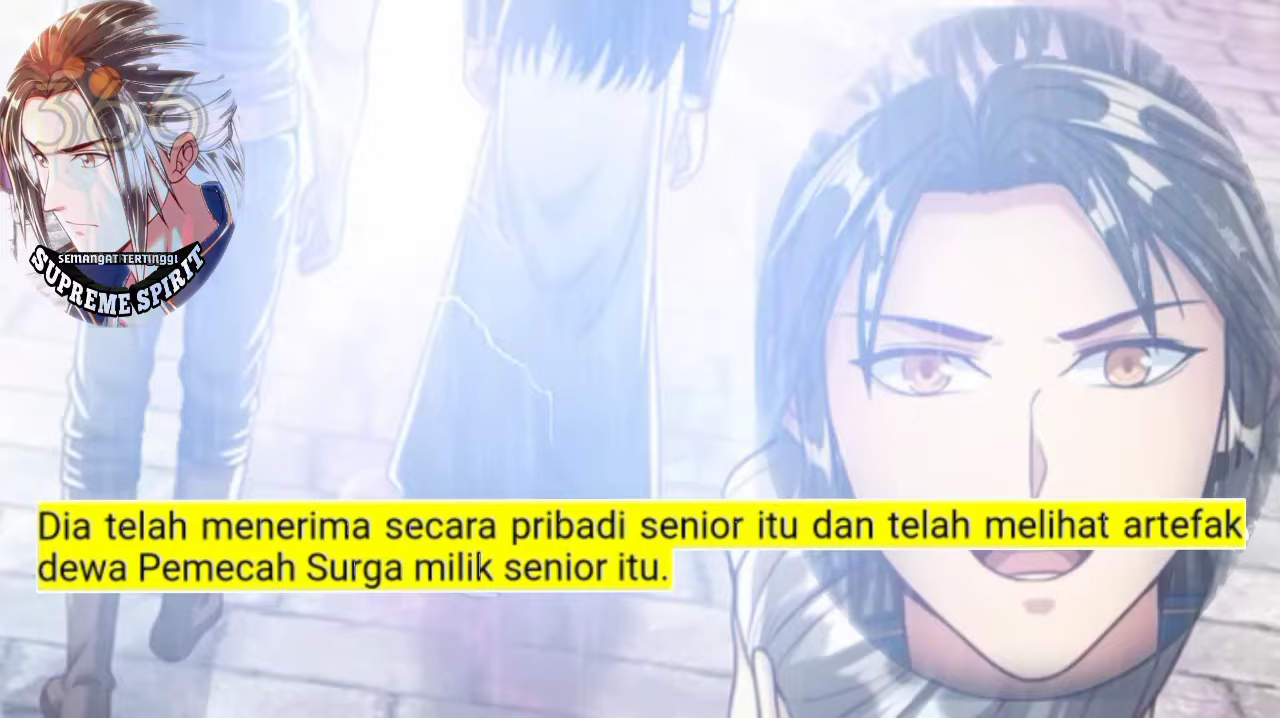 366
SEMANGAT TERTINGGI
SUPREME SPIRIT
Dia telah menerima secara pribadi senior itu dan telah melihat artefak
dewa Pemecah Surga milik senior itu.